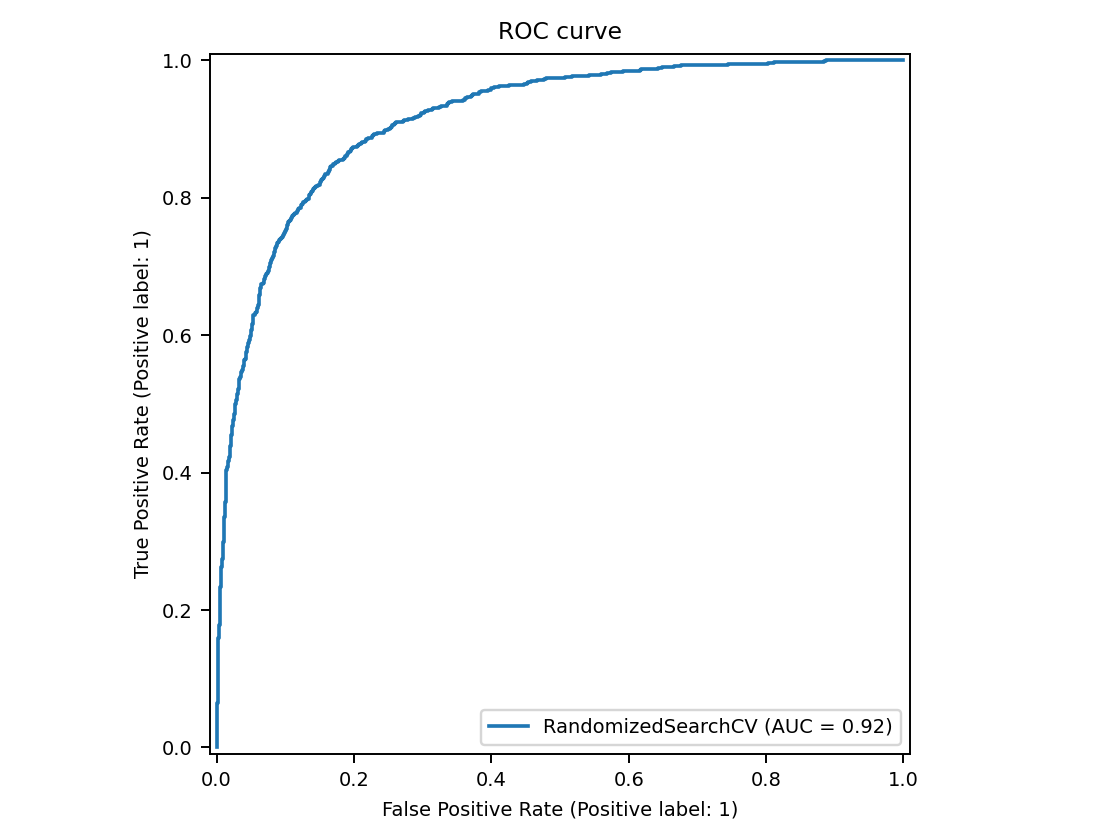 ROC curve
1.0
0.8
0.6
0.4
0.2
0.0
True Positive Rate (Positive label: 1)
RandomizedSearchCV (AUC = 0.92)
0.0 0.2 0.4 0.6 0.8 1.0
False Positive Rate (Positive label: 1)